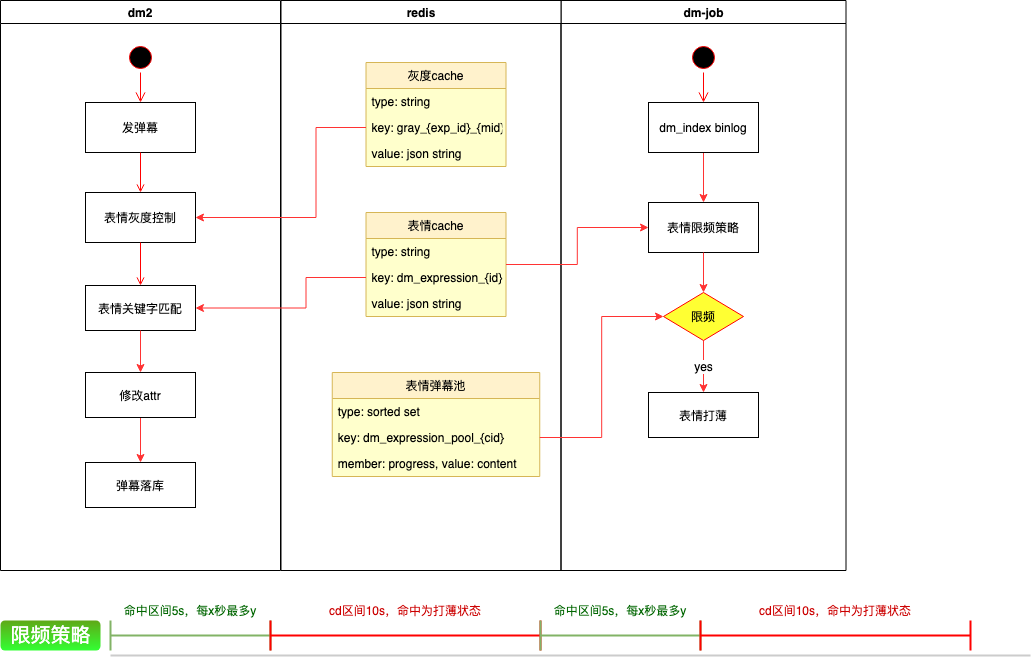 dm2
redis
dm-job
发弹幕
表情灰度控制
表情关键字匹配
修改attr
弹幕落库
灰度cache
type: string
key: gray_{exp_id}_{mid}
value: json string
表情cache
type: string
key: dm_expression_{id}
value: json string
表情弹幕池
type: sorted set
key: dm_expression_pool_{cid}
member: progress, value: content
dm_index binlog
表情限频策略
限频
yes
表情打薄
限频策略
命中区间5s，每x秒最多y
cd区间10s，命中为打薄状态
命中区间5s，每x秒最多y
cd区间10s，命中为打薄状态